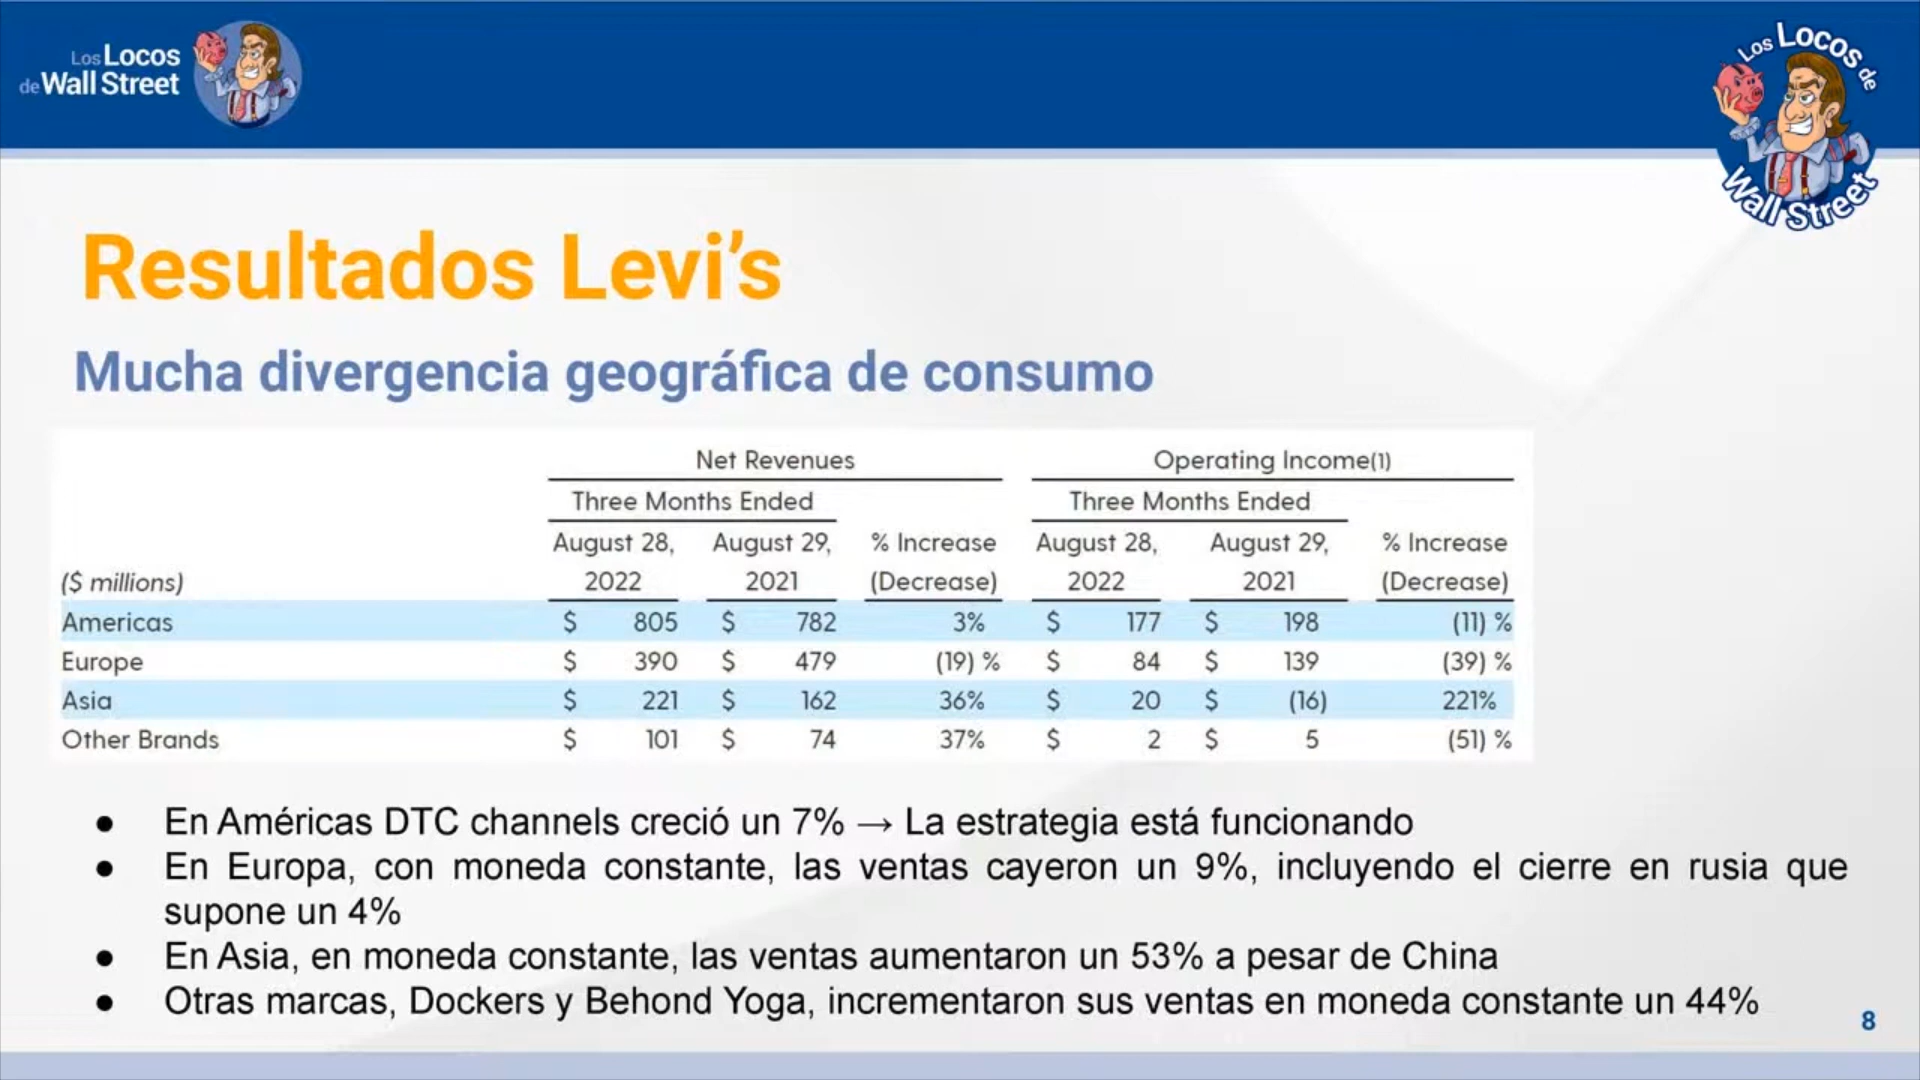 Los Locos
de Wall Street
Los Locos de
Wall Street
Resultados Levi's
Mucha divergencia geográfica de consumo
Net Revenues Operating Income(1)
Three Months Ended Three Months Ended
August 28, August 29, % Increase August 28, August 29, % Increase
($ millions) 2022 2021 (Decrease) 2022 2021 (Decrease)
Americas $ 805 $ 782 3% $ 177 $ 198 (11) %
Europe $ 390 $ 479 (19) % $ 84 $ 139 (39) %
Asia $ 221 $ 162 36% $ 20 $ (16) 221%
Other Brands $ 101 $ 74 37% $ 2 $ 5 (51) %
● En Américas DTC channels creció un 7% → La estrategia está funcionando
● En Europa, con moneda constante, las ventas cayeron un 9%, incluyendo el cierre en rusia que
supone un 4%
● En Asia, en moneda constante, las ventas aumentaron un 53% a pesar de China
● Otras marcas, Dockers y Behond Yoga, incrementaron sus ventas en moneda constante un 44%
8